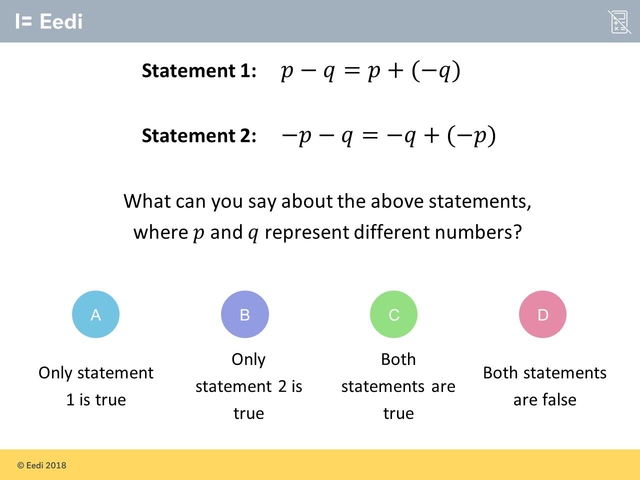 I= Eedi
Statement 1: p − q = p + (−q)
Statement 2: −p − q = −q + (−p)
What can you say about the above statements,
where p and q represent different numbers?
A
Only statement
1 is true
B
Only
statement 2 is
true
C
Both
statements are
true
D
Both statements
are false
© Eedi 2018